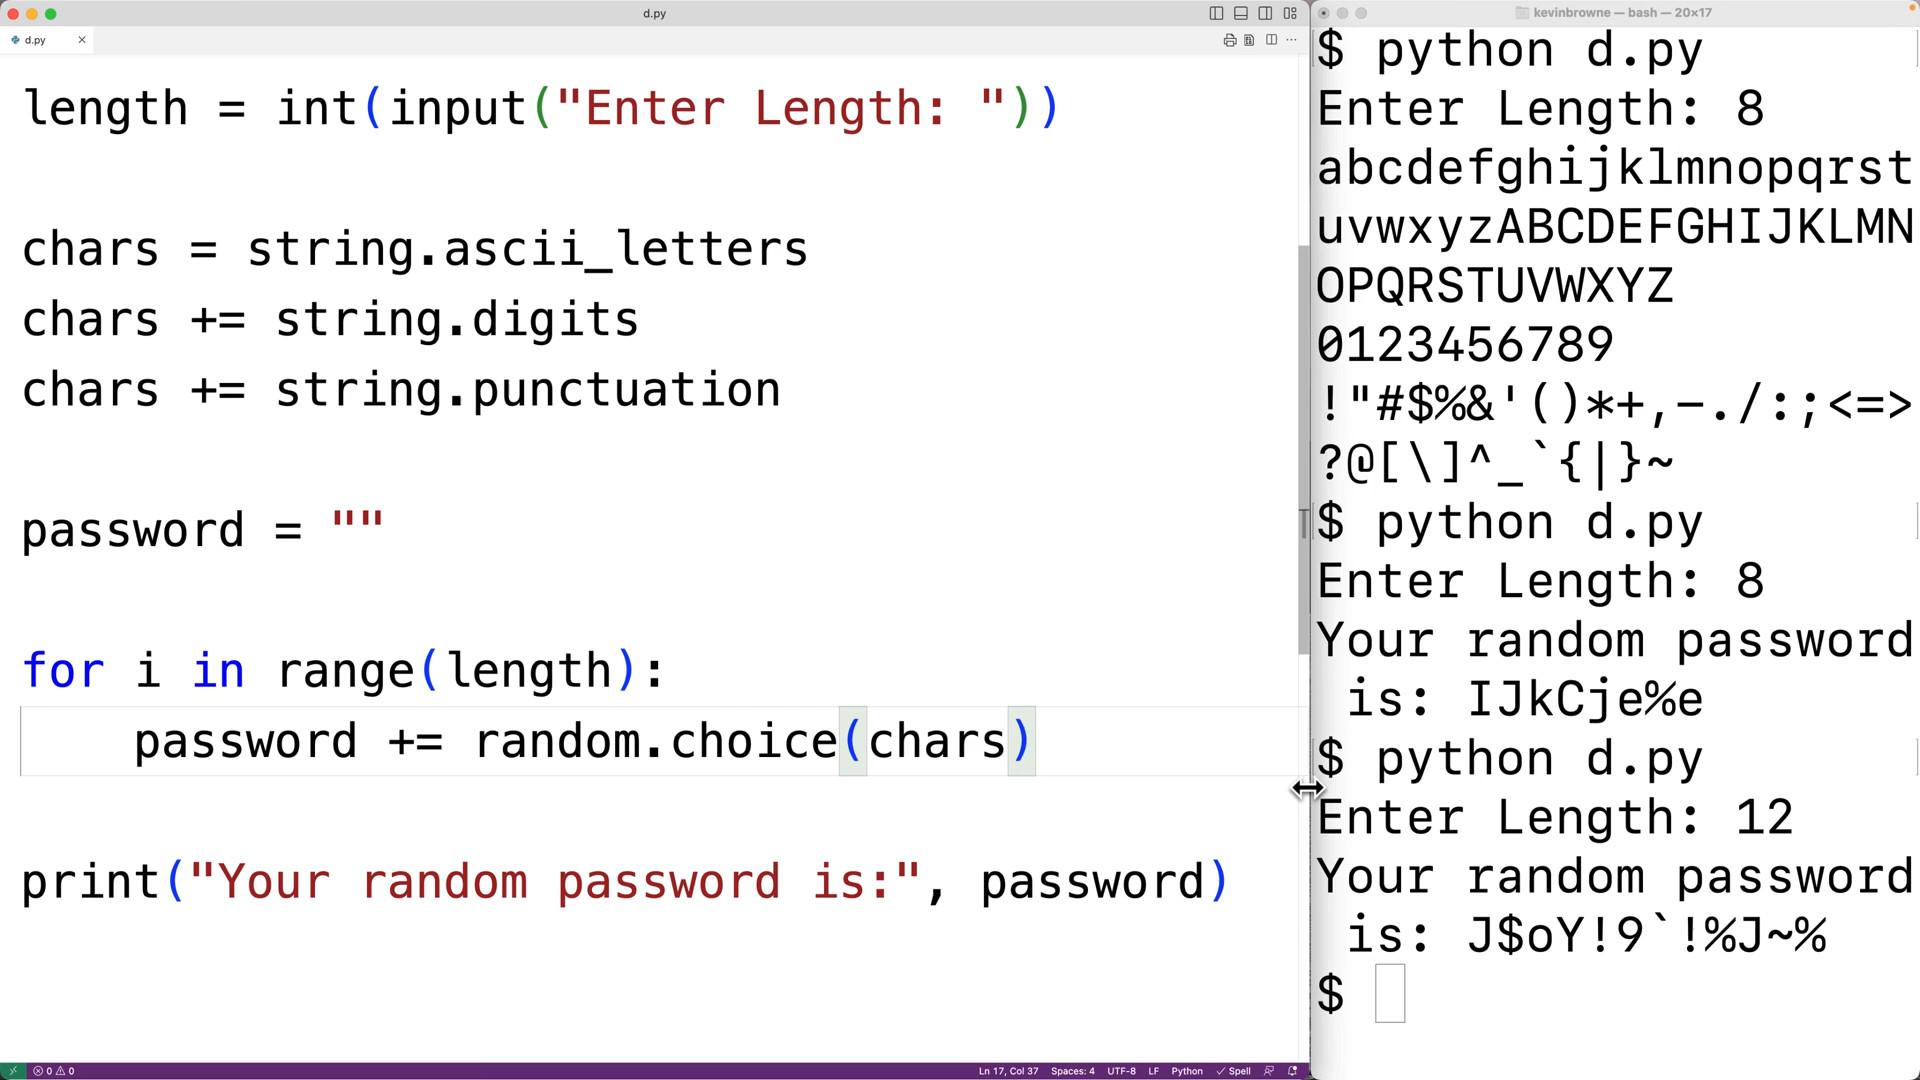 d.py
d.py
length = int(input("Enter Length: "))
chars = string.ascii_letters
chars += string.digits
chars += string.punctuation
password = ""
for i in range(length):
    password += random.choice(chars)
print("Your random password is:", password)
0 0
Ln 17, Col 37 Spaces: 4 UTF-8 LF Python Spell
kevinbrowne — bash — 20×17
$ python d.py
Enter Length: 8
abcdefghijklmnopqrst
uvwxyzABCDEFGHIJKLMN
OPQRSTUVWXYZ
0123456789
!"#$%&'()*+,-./:;<=>
?@[\]^_`{|}~
$ python d.py
Enter Length: 8
Your random password
 is: IJkCje%e
$ python d.py
Enter Length: 12
Your random password
 is: J$oY!9`!%J~%
$